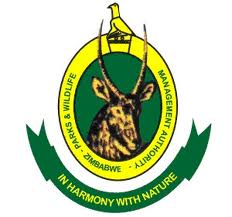 PARKS & WILDLIFE
MANAGEMENT AUTHORITY
- ZIMBABWE -
IN HARMONY WITH NATURE